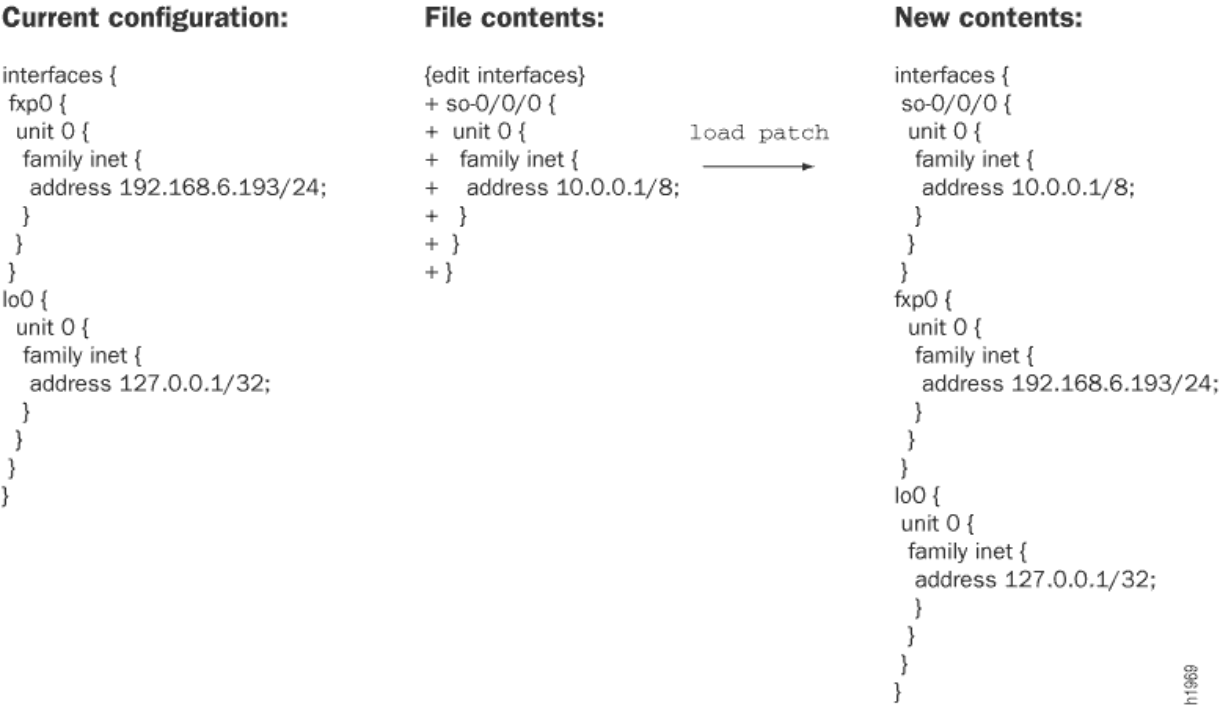 Current configuration:
interfaces {
fxp0 {
unit 0 {
family inet {
address 192.168.6.193/24;
}
}
}
lo0 {
unit 0 {
family inet {
address 127.0.0.1/32;
}
}
}
}
File contents:
{edit interfaces}
+ so-0/0/0 {
+ unit 0 {
+ family inet {
+ address 10.0.0.1/8;
+ }
+ }
+ }
load patch
New contents:
interfaces {
so-0/0/0 {
unit 0 {
family inet {
address 10.0.0.1/8;
}
}
}
fxp0 {
unit 0 {
family inet {
address 192.168.6.193/24;
}
}
}
lo0 {
unit 0 {
family inet {
address 127.0.0.1/32;
}
}
}
}
h1969